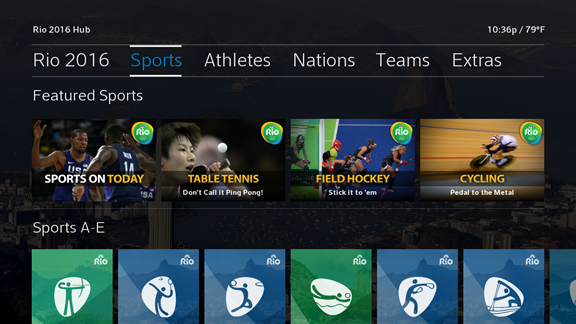 Rio 2016 Hub
10:36p / 79°F
Rio 2016 Sports Athletes Nations Teams Extras
Featured Sports
Rio
Rio
Rio
Rio
USA
14
SPORTS ON TODAY
TABLE TENNIS
Don't Call it Ping Pong!
FIELD HOCKEY
Stick it to 'em
CYCLING
Pedal to the Metal
Sports A-E
Rio
Rio
Rio
Rio
Rio
Rio